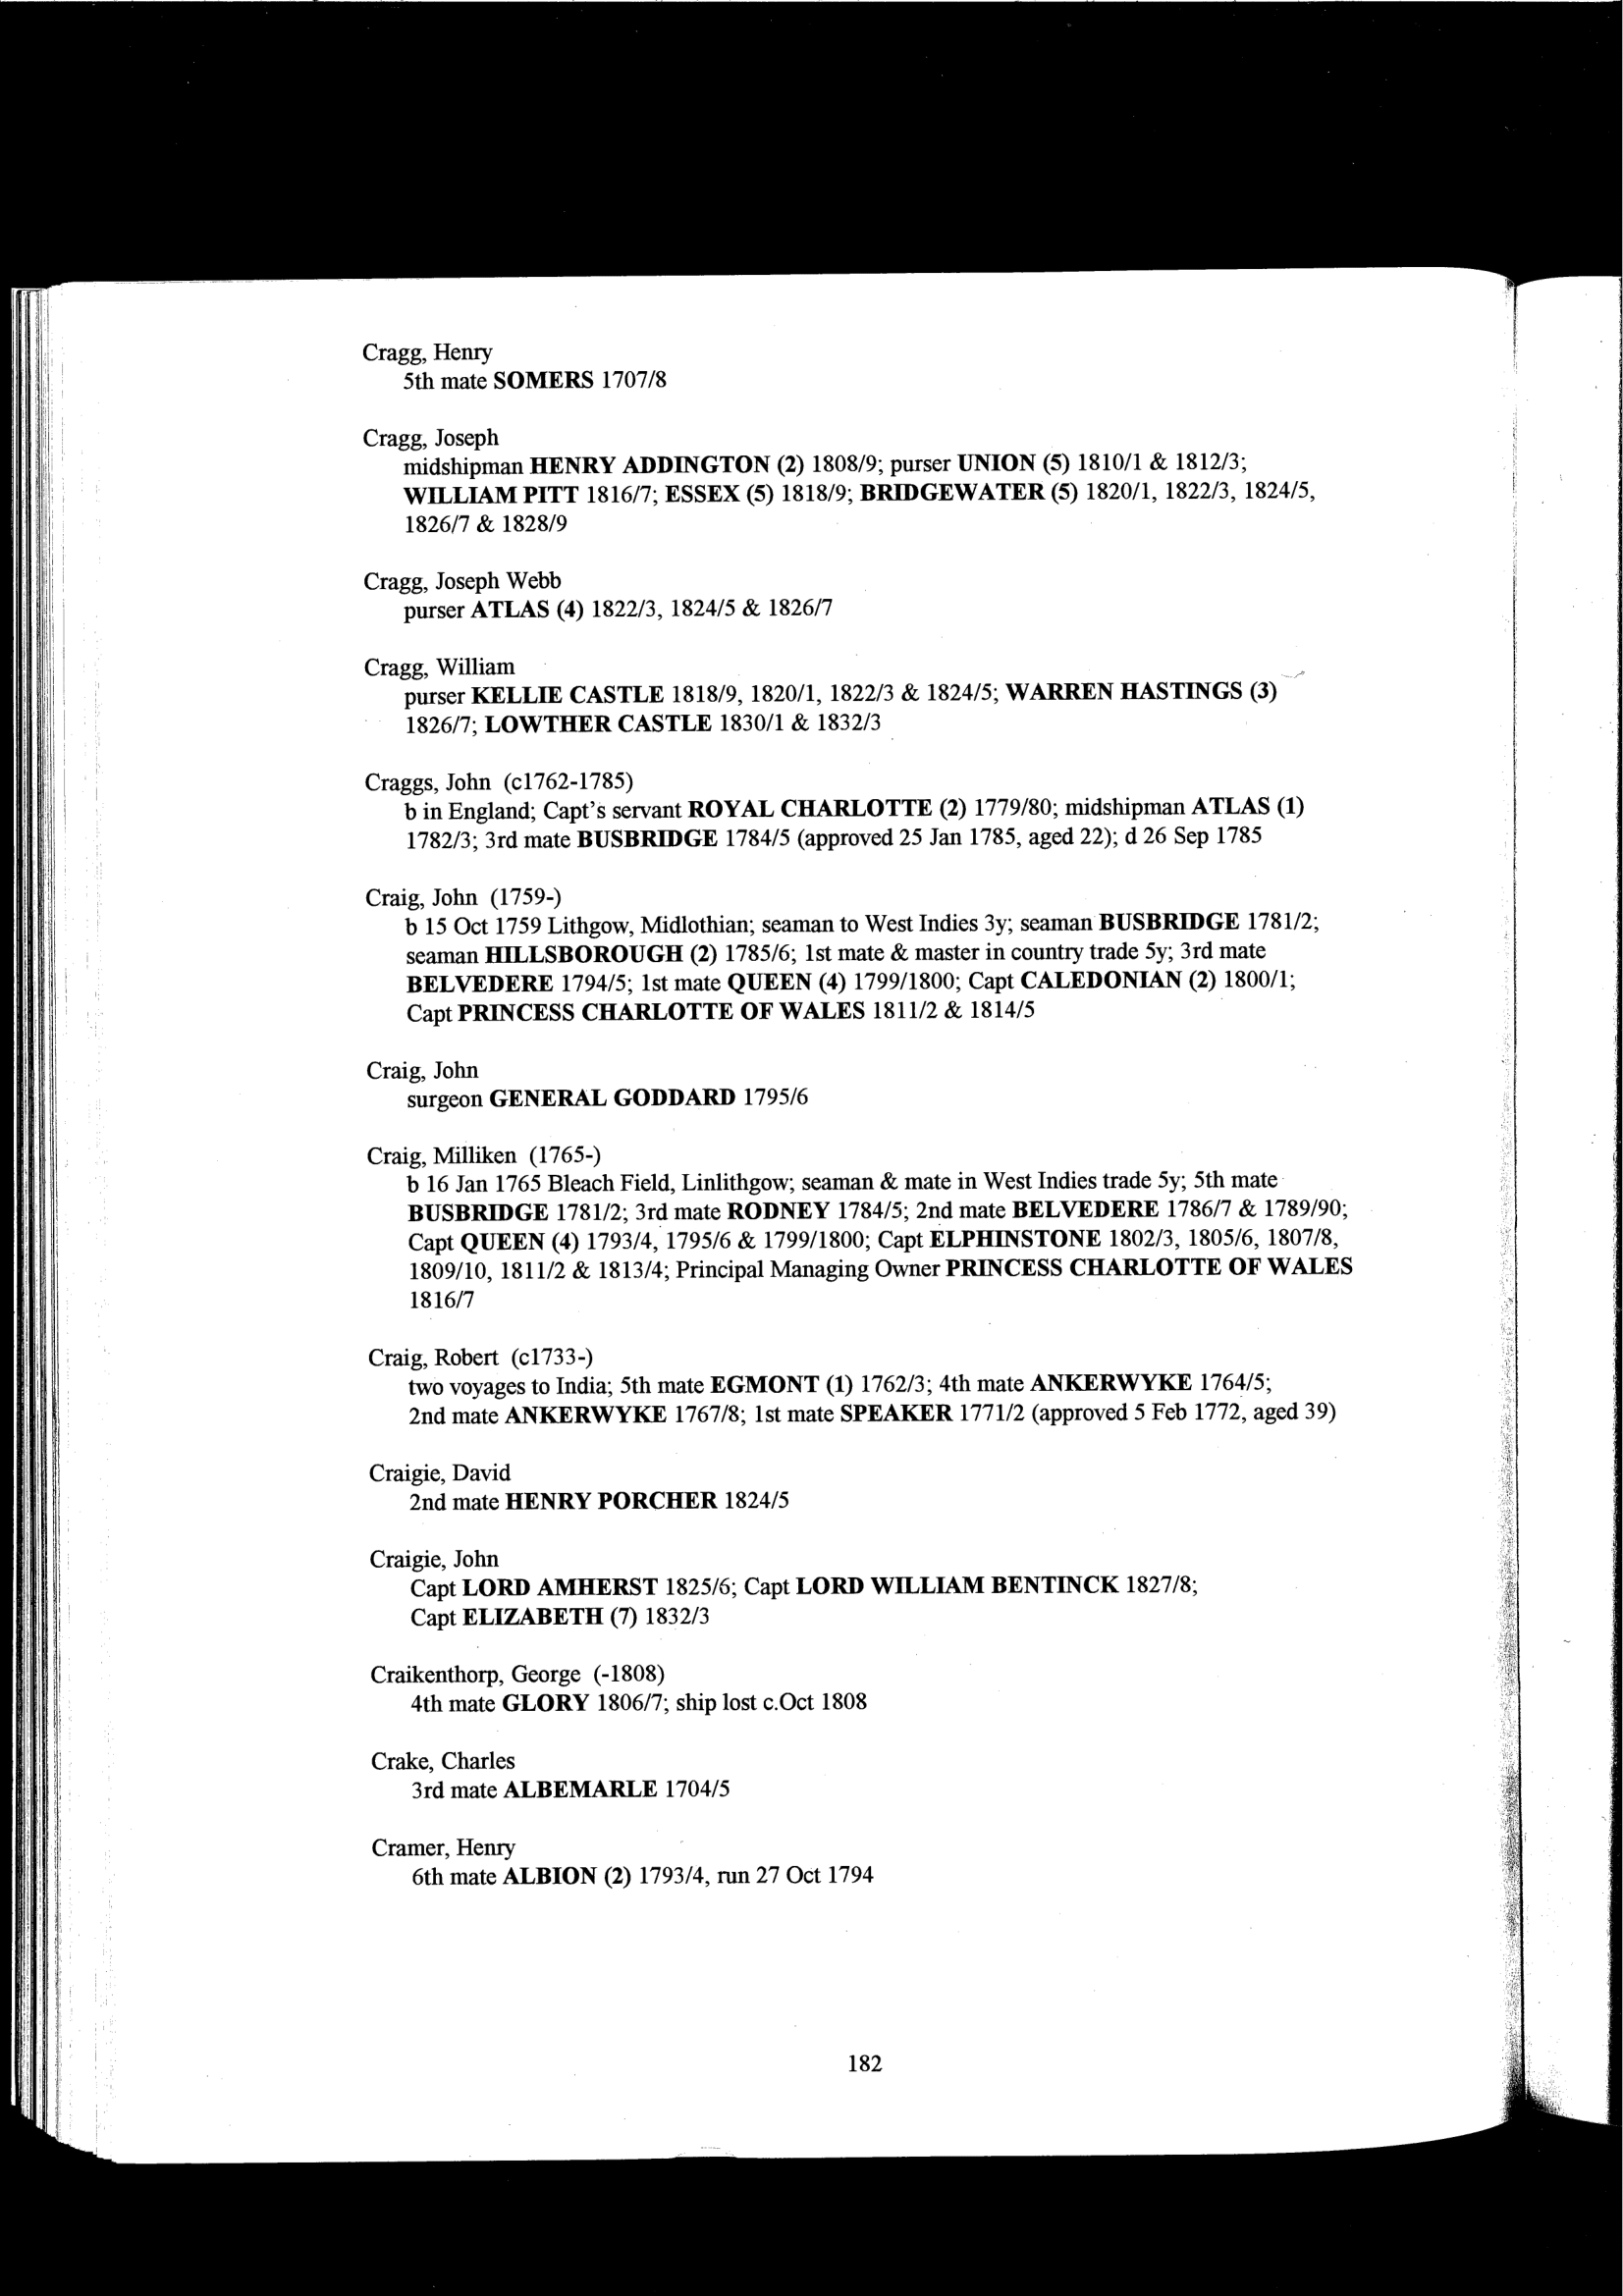 Cragg, Henry
5th mate SOMERS 1707/8
Cragg, Joseph
midshipman HENRY ADDINGTON (2) 1808/9; purser UNION (5) 1810/1 & 1812/3;
WILLIAM PITT 1816/7; ESSEX (5) 1818/9; BRIDGEWATER (5) 1820/1, 1822/3, 1824/5,
1826/7 & 1828/9
Cragg, Joseph Webb
purser ATLAS (4) 1822/3, 1824/5 & 1826/7
Cragg, William
purser KELLIE CASTLE 1818/9, 1820/1, 1822/3 & 1824/5; WARREN HASTINGS (3)
1826/7; LOWTHER CASTLE 1830/1 & 1832/3
Craggs, John (c1762-1785)
b in England; Capt's servant ROYAL CHARLOTTE (2) 1779/80; midshipman ATLAS (1)
1782/3; 3rd mate BUSBRIDGE 1784/5 (approved 25 Jan 1785, aged 22); d 26 Sep 1785
Craig, John (1759-)
b 15 Oct 1759 Lithgow, Midlothian; seaman to West Indies 3y; seaman BUSBRIDGE 1781/2;
seaman HILLSBOROUGH (2) 1785/6; 1st mate & master in country trade 5y; 3rd mate
BELVEDERE 1794/5; 1st mate QUEEN (4) 1799/1800; Capt CALEDONIAN (2) 1800/1;
Capt PRINCESS CHARLOTTE OF WALES 1811/2 & 1814/5
Craig, John
surgeon GENERAL GODDARD 1795/6
Craig, Milliken (1765-)
b 16 Jan 1765 Bleach Field, Linlithgow; seaman & mate in West Indies trade 5y; 5th mate
BUSBRIDGE 1781/2; 3rd mate RODNEY 1784/5; 2nd mate BELVEDERE 1786/7 & 1789/90;
Capt QUEEN (4) 1793/4, 1795/6 & 1799/1800; Capt ELPHINSTONE 1802/3, 1805/6, 1807/8,
1809/10, 1811/2 & 1813/4; Principal Managing Owner PRINCESS CHARLOTTE OF WALES
1816/7
Craig, Robert (c1733-)
two voyages to India; 5th mate EGMONT (1) 1762/3; 4th mate ANKERWYKE 1764/5;
2nd mate ANKERWYKE 1767/8; 1st mate SPEAKER 1771/2 (approved 5 Feb 1772, aged 39)
Craigie, David
2nd mate HENRY PORCHER 1824/5
Craigie, John
Capt LORD AMHERST 1825/6; Capt LORD WILLIAM BENTINCK 1827/8;
Capt ELIZABETH (7) 1832/3
Craikenthorp, George (-1808)
4th mate GLORY 1806/7; ship lost c.Oct 1808
Crake, Charles
3rd mate ALBEMARLE 1704/5
Cramer, Henry
6th mate ALBION (2) 1793/4, run 27 Oct 1794
182